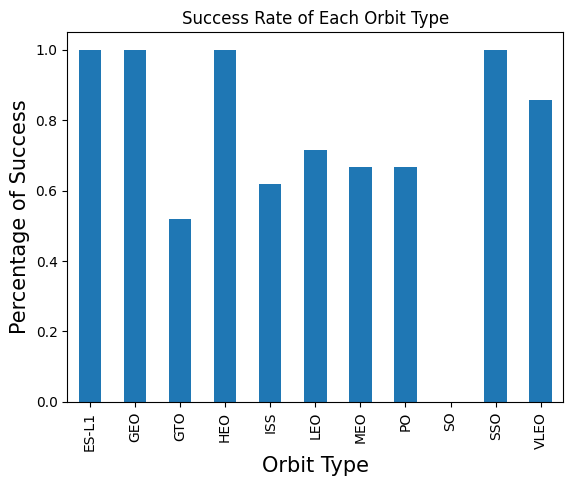 Success Rate of Each Orbit Type
Percentage of Success
1.0
0.8
0.6
0.4
0.2
0.0
ES-L1
GEO
GTO
HEO
ISS
LEO
MEO
PO
SO
SSO
VLEO
Orbit Type